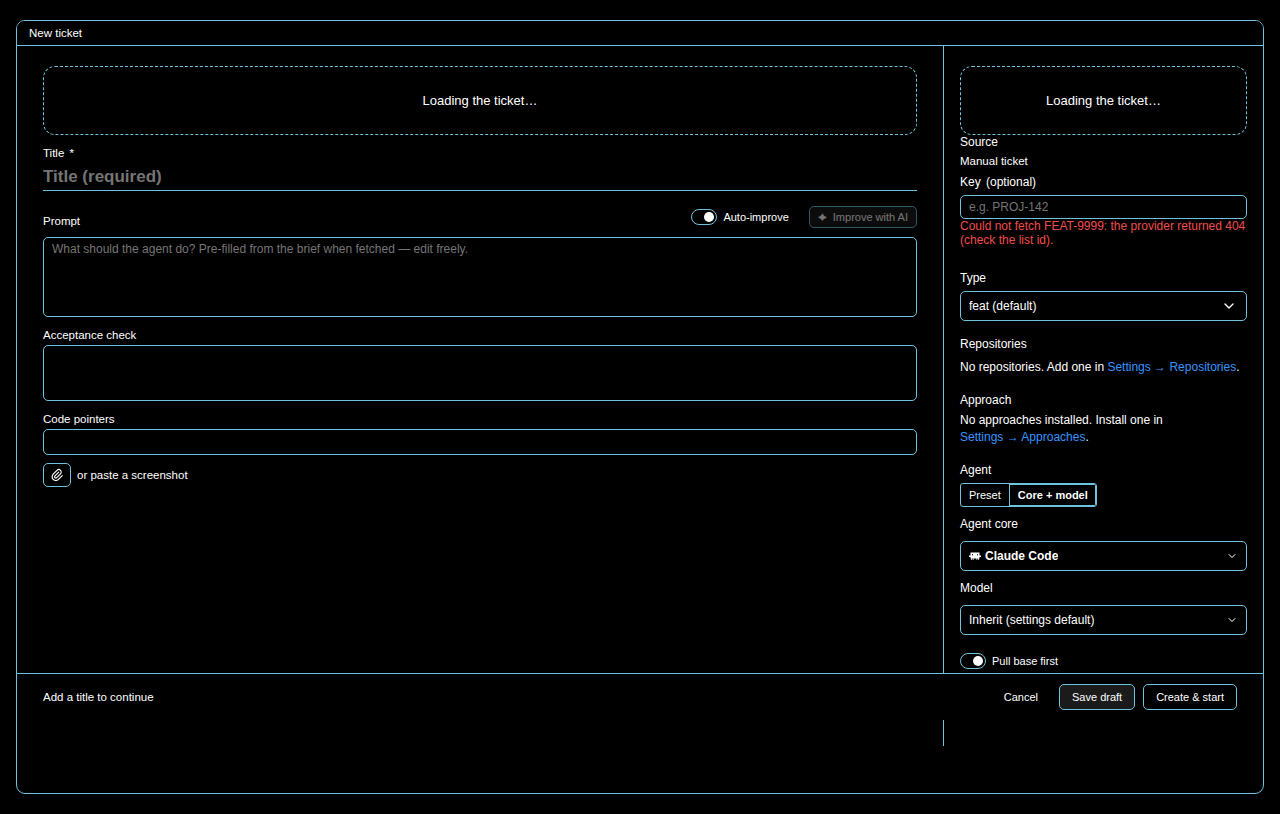 New ticket
Loading the ticket…
Title *
Title (required)
Prompt
Auto-improve
Improve with AI
What should the agent do? Pre-filled from the brief when fetched — edit freely.
Acceptance check
Code pointers
or paste a screenshot
Loading the ticket…
Source
Manual ticket
Key (optional)
e.g. PROJ-142
Could not fetch FEAT-9999: the provider returned 404
(check the list id).
Type
feat (default)
Repositories
No repositories. Add one in Settings → Repositories.
Approach
No approaches installed. Install one in
Settings → Approaches.
Agent
Preset
Core + model
Agent core
Claude Code
Model
Inherit (settings default)
Pull base first
Add a title to continue
Cancel
Save draft
Create & start